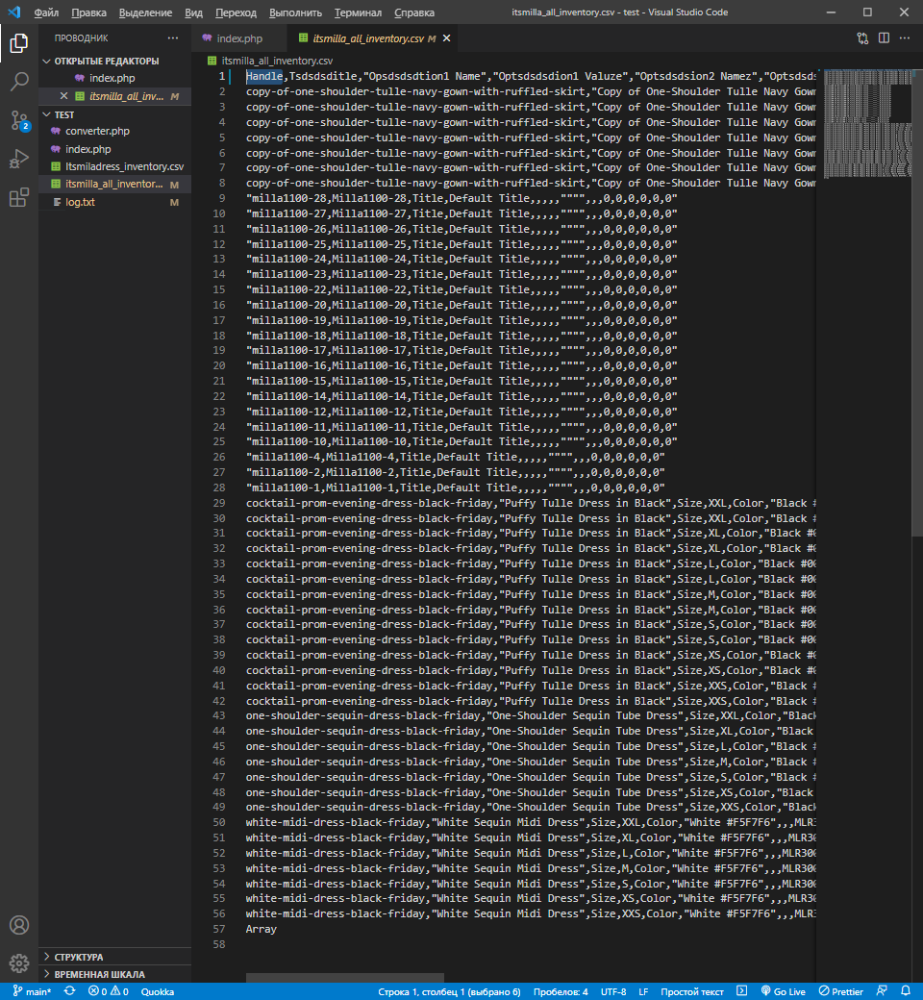 Файл Правка Выделение Вид Переход Выполнить Терминал Справка itsmilla_all_inventory.csv - test - Visual Studio Code
ПРОВОДНИК ...
index.php
itsmilla_all_inventory.csv M
ОТКРЫТЫЕ РЕДАКТОРЫ
index.php
itsmilla_all_inv... M
TEST
converter.php
index.php
Itsmiladress_inventory.csv
itsmilla_all_inventor... M
log.txt M
2
СТРУКТУРА
ВРЕМЕННАЯ ШКАЛА
itsmilla_all_inventory.csv
1 Handle,Tsdsdsditle,"Opsdsdsdtion1 Name","Optsdsdsdion1 Valuze","Optsdsdsion2 Namez","Optsdsds
2 copy-of-one-shoulder-tulle-navy-gown-with-ruffled-skirt,"Copy of One-Shoulder Tulle Navy Gown
3 copy-of-one-shoulder-tulle-navy-gown-with-ruffled-skirt,"Copy of One-Shoulder Tulle Navy Gown
4 copy-of-one-shoulder-tulle-navy-gown-with-ruffled-skirt,"Copy of One-Shoulder Tulle Navy Gown
5 copy-of-one-shoulder-tulle-navy-gown-with-ruffled-skirt,"Copy of One-Shoulder Tulle Navy Gown
6 copy-of-one-shoulder-tulle-navy-gown-with-ruffled-skirt,"Copy of One-Shoulder Tulle Navy Gown
7 copy-of-one-shoulder-tulle-navy-gown-with-ruffled-skirt,"Copy of One-Shoulder Tulle Navy Gown
8 copy-of-one-shoulder-tulle-navy-gown-with-ruffled-skirt,"Copy of One-Shoulder Tulle Navy Gown
9 "milla1100-28,Milla1100-28,Title,Default Title,,,,,"""",,,0,0,0,0,0,0"
10 "milla1100-27,Milla1100-27,Title,Default Title,,,,,"""",,,0,0,0,0,0,0"
11 "milla1100-26,Milla1100-26,Title,Default Title,,,,,"""",,,0,0,0,0,0,0"
12 "milla1100-25,Milla1100-25,Title,Default Title,,,,,"""",,,0,0,0,0,0,0"
13 "milla1100-24,Milla1100-24,Title,Default Title,,,,,"""",,,0,0,0,0,0,0"
14 "milla1100-23,Milla1100-23,Title,Default Title,,,,,"""",,,0,0,0,0,0,0"
15 "milla1100-22,Milla1100-22,Title,Default Title,,,,,"""",,,0,0,0,0,0,0"
16 "milla1100-20,Milla1100-20,Title,Default Title,,,,,"""",,,0,0,0,0,0,0"
17 "milla1100-19,Milla1100-19,Title,Default Title,,,,,"""",,,0,0,0,0,0,0"
18 "milla1100-18,Milla1100-18,Title,Default Title,,,,,"""",,,0,0,0,0,0,0"
19 "milla1100-17,Milla1100-17,Title,Default Title,,,,,"""",,,0,0,0,0,0,0"
20 "milla1100-16,Milla1100-16,Title,Default Title,,,,,"""",,,0,0,0,0,0,0"
21 "milla1100-15,Milla1100-15,Title,Default Title,,,,,"""",,,0,0,0,0,0,0"
22 "milla1100-14,Milla1100-14,Title,Default Title,,,,,"""",,,0,0,0,0,0,0"
23 "milla1100-12,Milla1100-12,Title,Default Title,,,,,"""",,,0,0,0,0,0,0"
24 "milla1100-11,Milla1100-11,Title,Default Title,,,,,"""",,,0,0,0,0,0,0"
25 "milla1100-10,Milla1100-10,Title,Default Title,,,,,"""",,,0,0,0,0,0,0"
26 "milla1100-4,Milla1100-4,Title,Default Title,,,,,"""",,,0,0,0,0,0,0"
27 "milla1100-2,Milla1100-2,Title,Default Title,,,,,"""",,,0,0,0,0,0,0"
28 "milla1100-1,Milla1100-1,Title,Default Title,,,,,"""",,,0,0,0,0,0,0"
29 cocktail-prom-evening-dress-black-friday,"Puffy Tulle Dress in Black",Size,XXL,Color,"Black #
30 cocktail-prom-evening-dress-black-friday,"Puffy Tulle Dress in Black",Size,XXL,Color,"Black #
31 cocktail-prom-evening-dress-black-friday,"Puffy Tulle Dress in Black",Size,XL,Color,"Black #0
32 cocktail-prom-evening-dress-black-friday,"Puffy Tulle Dress in Black",Size,XL,Color,"Black #0
33 cocktail-prom-evening-dress-black-friday,"Puffy Tulle Dress in Black",Size,L,Color,"Black #00
34 cocktail-prom-evening-dress-black-friday,"Puffy Tulle Dress in Black",Size,L,Color,"Black #00
35 cocktail-prom-evening-dress-black-friday,"Puffy Tulle Dress in Black",Size,M,Color,"Black #00
36 cocktail-prom-evening-dress-black-friday,"Puffy Tulle Dress in Black",Size,M,Color,"Black #00
37 cocktail-prom-evening-dress-black-friday,"Puffy Tulle Dress in Black",Size,S,Color,"Black #00
38 cocktail-prom-evening-dress-black-friday,"Puffy Tulle Dress in Black",Size,S,Color,"Black #00
39 cocktail-prom-evening-dress-black-friday,"Puffy Tulle Dress in Black",Size,XS,Color,"Black #0
40 cocktail-prom-evening-dress-black-friday,"Puffy Tulle Dress in Black",Size,XS,Color,"Black #0
41 cocktail-prom-evening-dress-black-friday,"Puffy Tulle Dress in Black",Size,XXS,Color,"Black #
42 cocktail-prom-evening-dress-black-friday,"Puffy Tulle Dress in Black",Size,XXS,Color,"Black #
43 one-shoulder-sequin-dress-black-friday,"One-Shoulder Sequin Tube Dress",Size,XXL,Color,"Black
44 one-shoulder-sequin-dress-black-friday,"One-Shoulder Sequin Tube Dress",Size,XL,Color,"Black
45 one-shoulder-sequin-dress-black-friday,"One-Shoulder Sequin Tube Dress",Size,L,Color,"Black #
46 one-shoulder-sequin-dress-black-friday,"One-Shoulder Sequin Tube Dress",Size,M,Color,"Black #
47 one-shoulder-sequin-dress-black-friday,"One-Shoulder Sequin Tube Dress",Size,S,Color,"Black #
48 one-shoulder-sequin-dress-black-friday,"One-Shoulder Sequin Tube Dress",Size,XS,Color,"Black
49 one-shoulder-sequin-dress-black-friday,"One-Shoulder Sequin Tube Dress",Size,XXS,Color,"Black
50 white-midi-dress-black-friday,"White Sequin Midi Dress",Size,XXL,Color,"White #F5F7F6",,,MLR3
51 white-midi-dress-black-friday,"White Sequin Midi Dress",Size,XL,Color,"White #F5F7F6",,,MLR30
52 white-midi-dress-black-friday,"White Sequin Midi Dress",Size,L,Color,"White #F5F7F6",,,MLR300
53 white-midi-dress-black-friday,"White Sequin Midi Dress",Size,M,Color,"White #F5F7F6",,,MLR300
54 white-midi-dress-black-friday,"White Sequin Midi Dress",Size,S,Color,"White #F5F7F6",,,MLR300
55 white-midi-dress-black-friday,"White Sequin Midi Dress",Size,XS,Color,"White #F5F7F6",,,MLR30
56 white-midi-dress-black-friday,"White Sequin Midi Dress",Size,XXS,Color,"White #F5F7F6",,,MLR3
57 Array
58
main* 0 0 Quokka Строка 1, столбец 1 (выбрано 6) Пробелов: 4 UTF-8 LF Простой текст Go Live Prettier